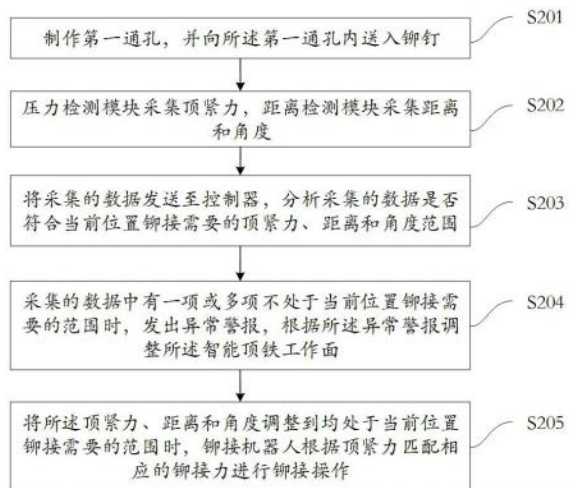 制作第一通孔，并向所述第一通孔内送入铆钉
S201
压力检测模块采集顶紧力，距离检测模块采集距离
和角度
S202
将采集的数据发送至控制器，分析采集的数据是否
符合当前位置铆接需要的顶紧力、距离和角度范围
S203
采集的数据中有一项或多项不处于当前位置铆接需
要的范围时，发出异常警报，根据所述异常警报调
整所述智能顶铁工作面
S204
将所述顶紧力、距离和角度调整到均处于当前位置
铆接需要的范围时，铆接机器人根据顶紧力匹配相
应的铆接力进行铆接操作
S205